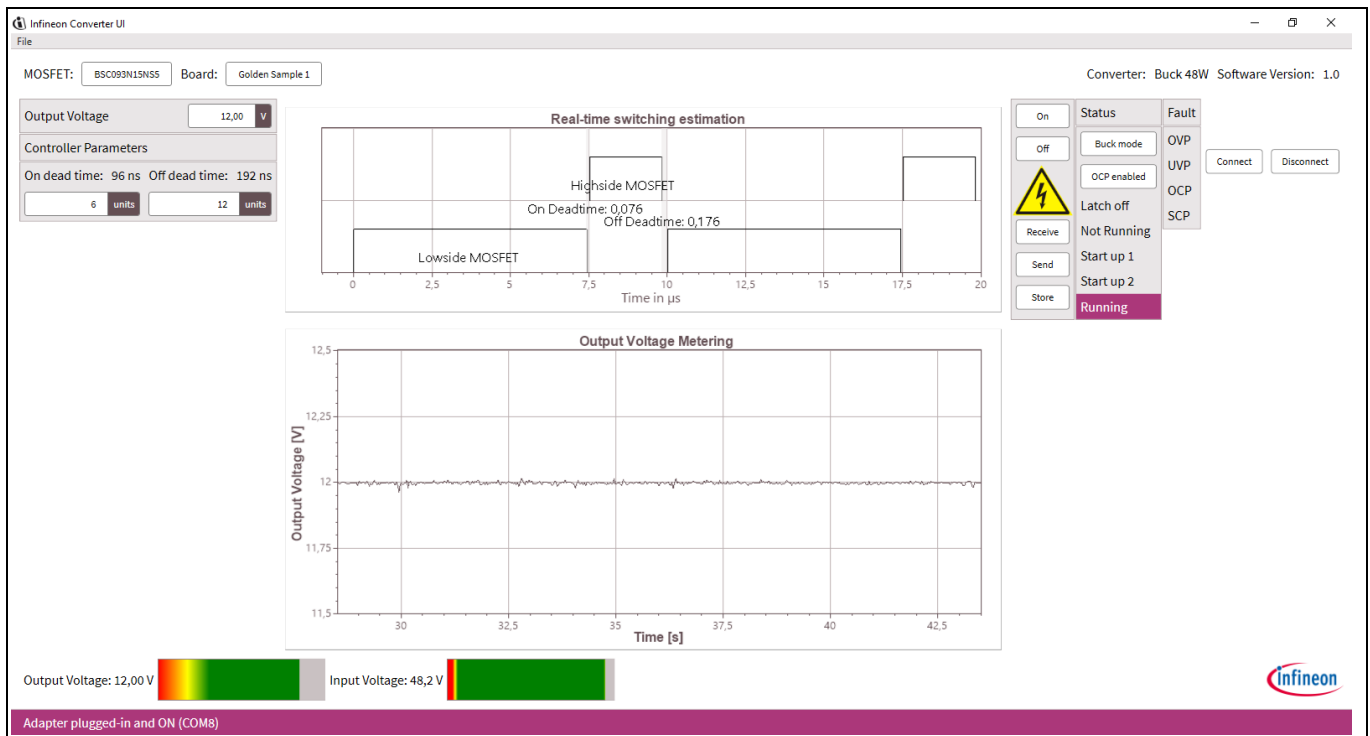 Infineon Converter UI
File
MOSFET: BSC093N15NS5 Board: Golden Sample 1
Converter: Buck 48W Software Version: 1.0
Output Voltage 12,00 V
Controller Parameters
On dead time: 96 ns Off dead time: 192 ns
6 units 12 units
Real-time switching estimation
Highside MOSFET
On Deadtime: 0,076
Off Deadtime: 0,176
Lowside MOSFET
0 2,5 5 7,5 10 12,5 15 17,5 20
Time in µs
On
Off
Receive
Send
Store
Status
Buck mode
OCP enabled
Latch off
Not Running
Start up 1
Start up 2
Running
Fault
OVP
UVP
OCP
SCP
Connect Disconnect
Output Voltage Metering
Output Voltage [V]
12,5
12,25
12
11,75
11,5
30 32,5 35 37,5 40 42,5
Time [s]
Output Voltage: 12,00 V Input Voltage: 48,2 V
infineon
Adapter plugged-in and ON (COM8)